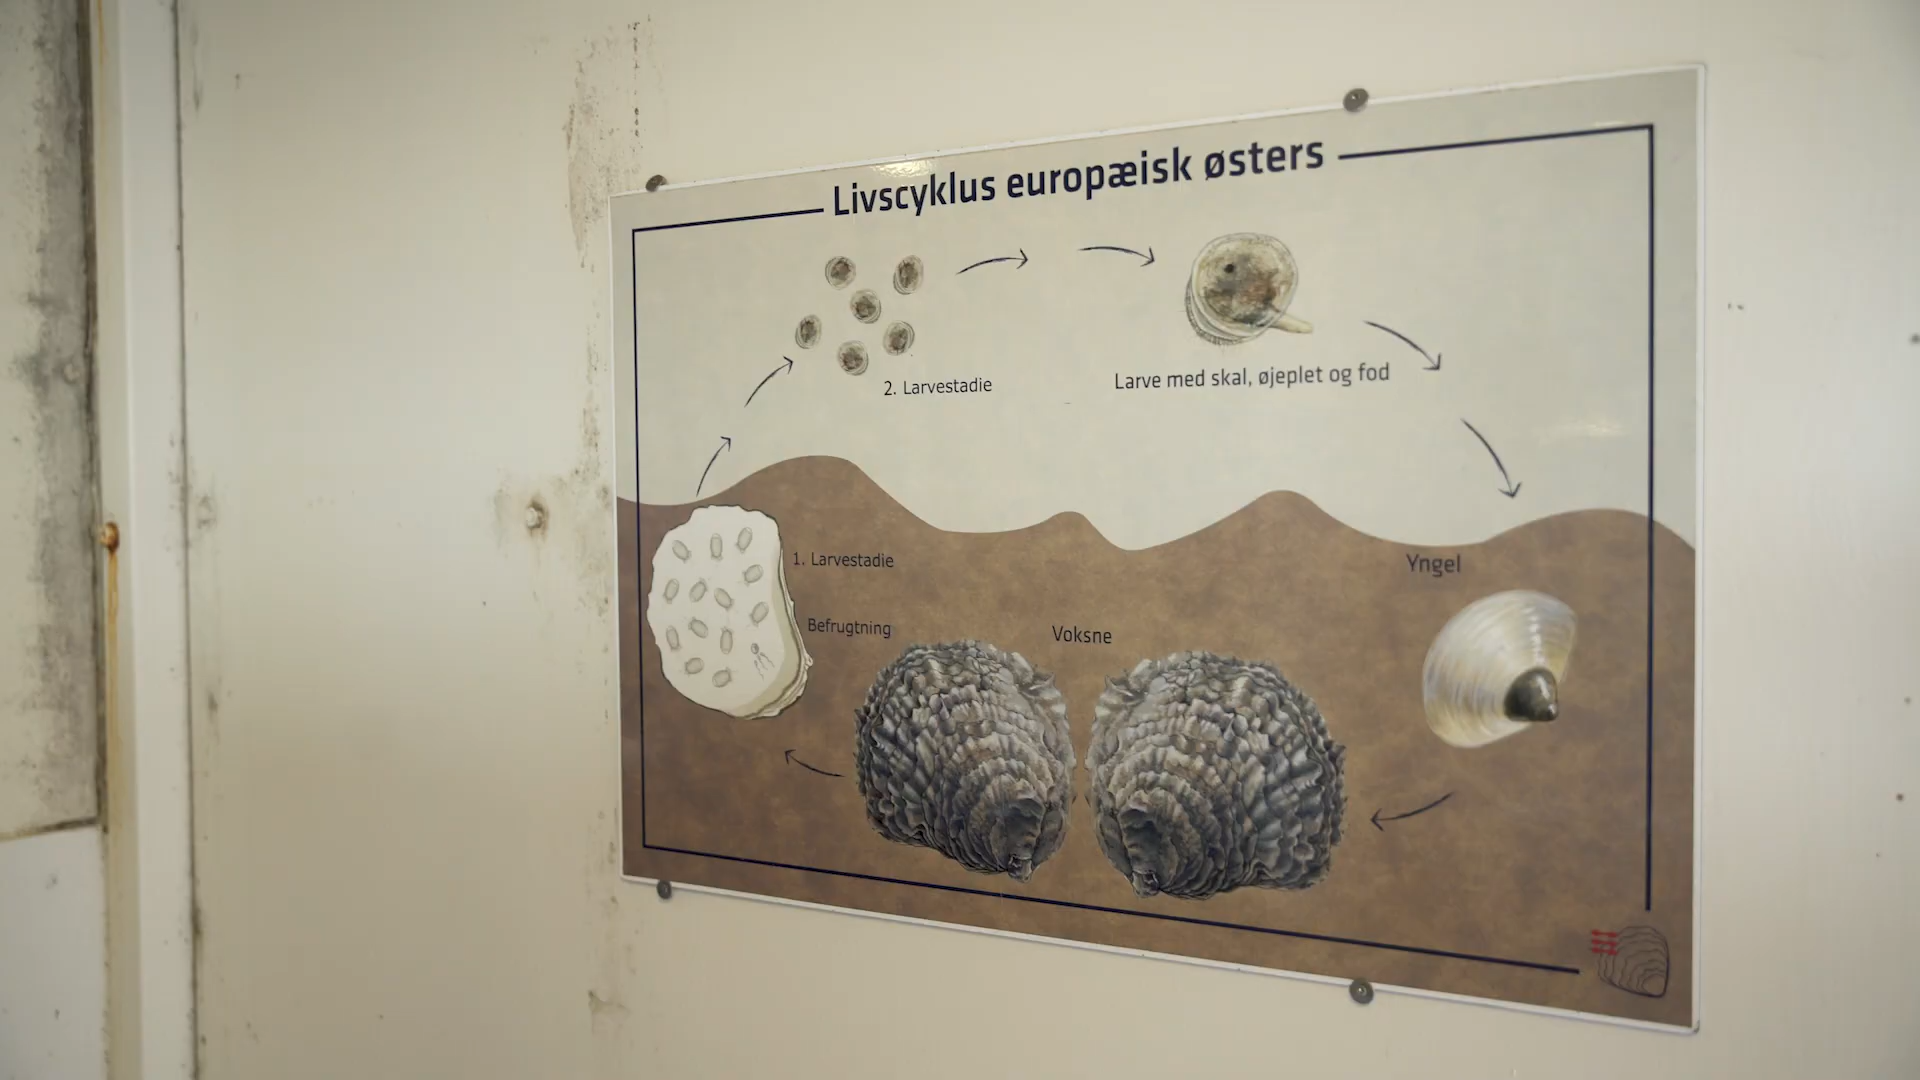 Livscyklus europæisk østers
2. Larvestadie
Larve med skal, øjeplet og fod
1. Larvestadie
Befrugtning
Voksne
Yngel